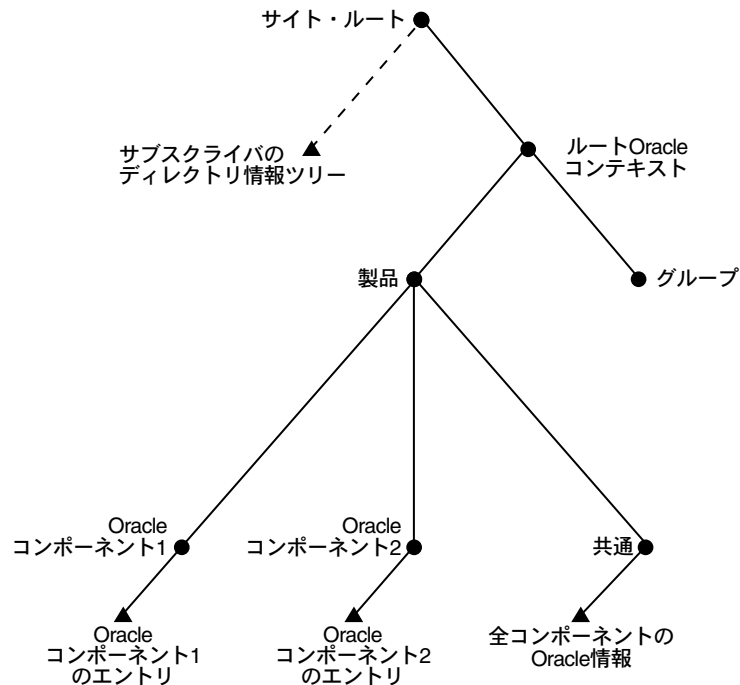 サイト・ルート
サブスクライバの
ディレクトリ情報ツリー
ルートOracle
コンテキスト
製品
グループ
Oracle
コンポーネント1
Oracle
コンポーネント2
共通
Oracle
コンポーネント1
のエントリ
Oracle
コンポーネント2
のエントリ
全コンポーネントの
Oracle情報